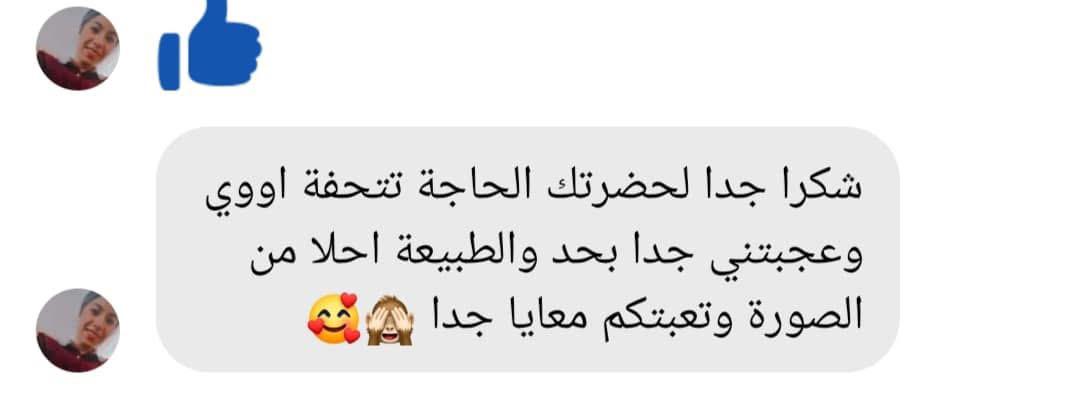 شكرا جدا لحضرتك الحاجة تتحفة اووي
وعجبتني جدا بحد والطبيعة احلا من
الصورة وتعبتكم معايا جدا 🙈🥰